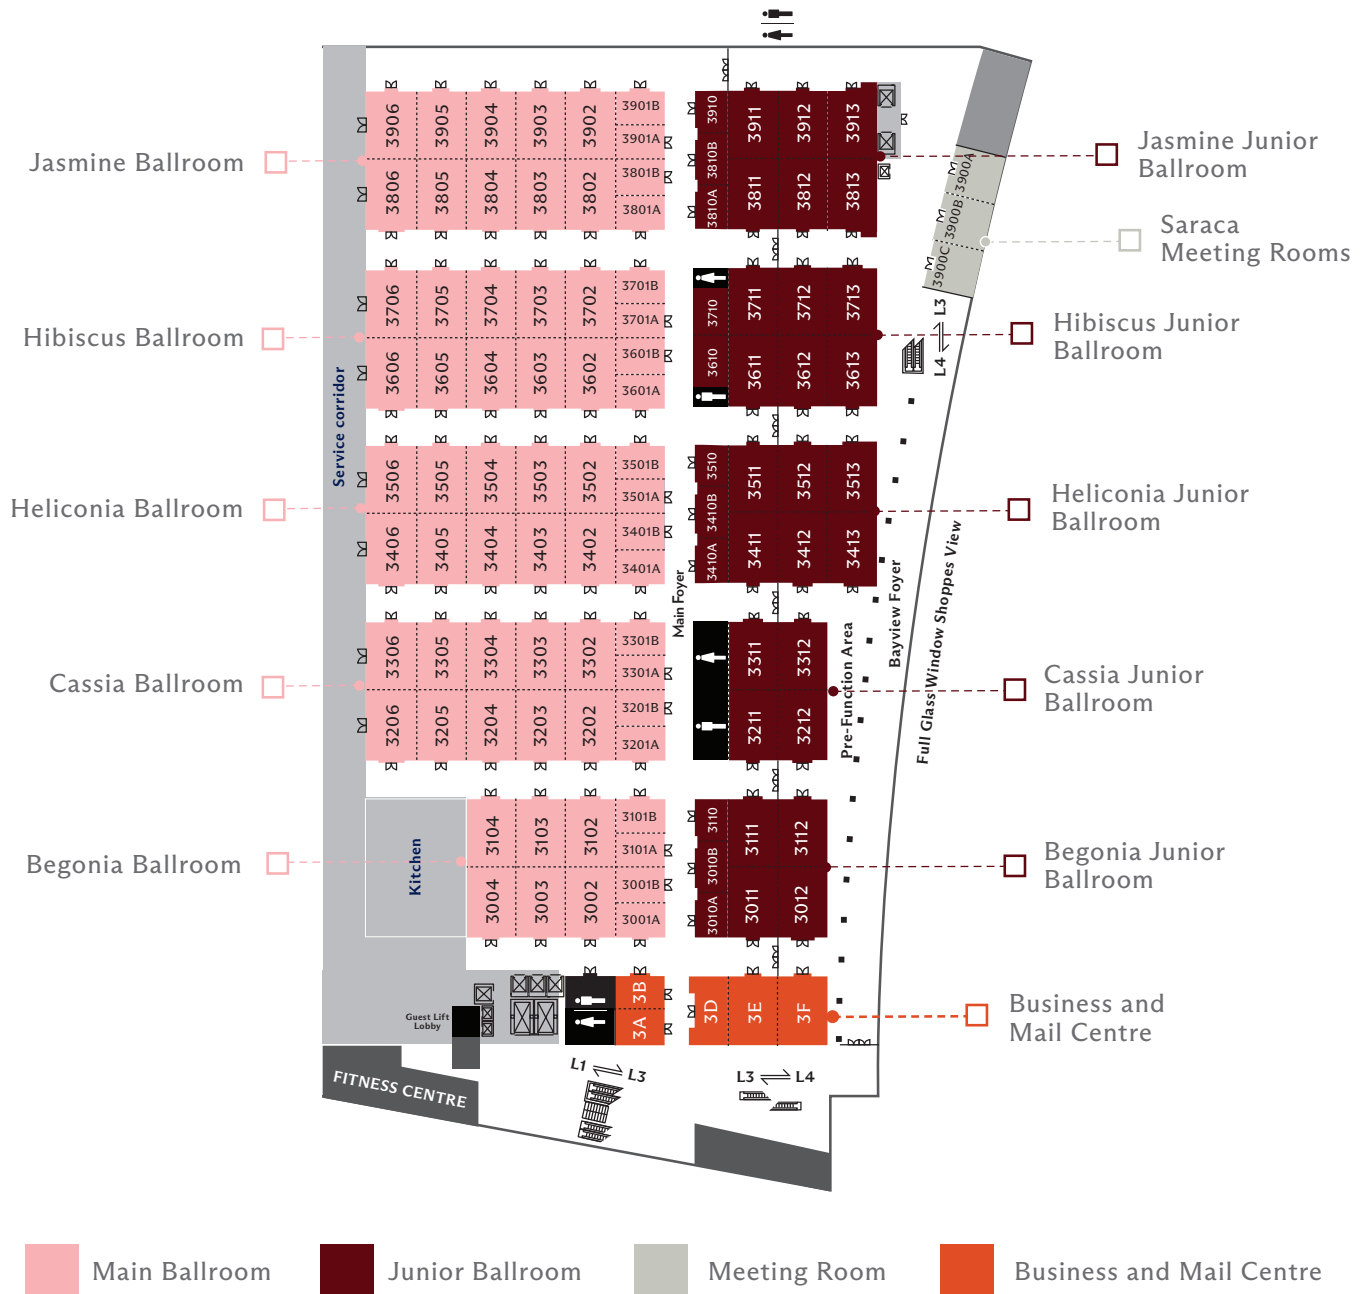 3906
3905
3904
3903
3902
3901B
3901A
3806
3805
3804
3803
3802
3801B
3801A
3910
3810B
3810A
3911
3912
3913
3811
3812
3813
3900A
3900B
3900C
Jasmine Ballroom
Jasmine Junior
Ballroom
Saraca
Meeting Rooms
3706
3705
3704
3703
3702
3701B
3701A
3606
3605
3604
3603
3602
3601B
3601A
3710
3610
3711
3712
3713
3611
3612
3613
L4
L3
Hibiscus Ballroom
Hibiscus Junior
Ballroom
Service corridor
3506
3505
3504
3503
3502
3501B
3501A
3406
3405
3404
3403
3402
3401B
3401A
3510
3410B
3410A
3511
3512
3513
3411
3412
3413
Heliconia Ballroom
Heliconia Junior
Ballroom
Main Foyer
Pre-Function Area
Bayview Foyer
Full Glass Window Shoppes View
3306
3305
3304
3303
3302
3301B
3301A
3206
3205
3204
3203
3202
3201B
3201A
3311
3312
3211
3212
Cassia Ballroom
Cassia Junior
Ballroom
Kitchen
3104
3103
3102
3101B
3101A
3004
3003
3002
3001B
3001A
3110
3010B
3010A
3111
3112
3011
3012
Begonia Ballroom
Begonia Junior
Ballroom
3B
3A
3D
3E
3F
Business and
Mail Centre
Guest Lift
Lobby
FITNESS CENTRE
L1
L3
L3
L4
Main Ballroom
Junior Ballroom
Meeting Room
Business and Mail Centre